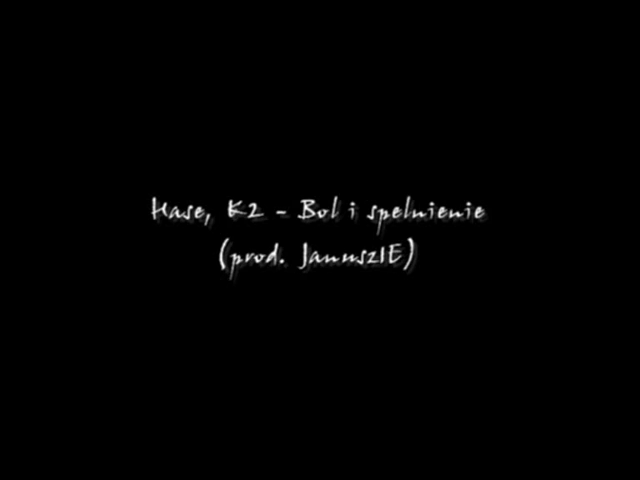 Hase, K2 - Bol i spelnienie
(prod. JanuszIE)